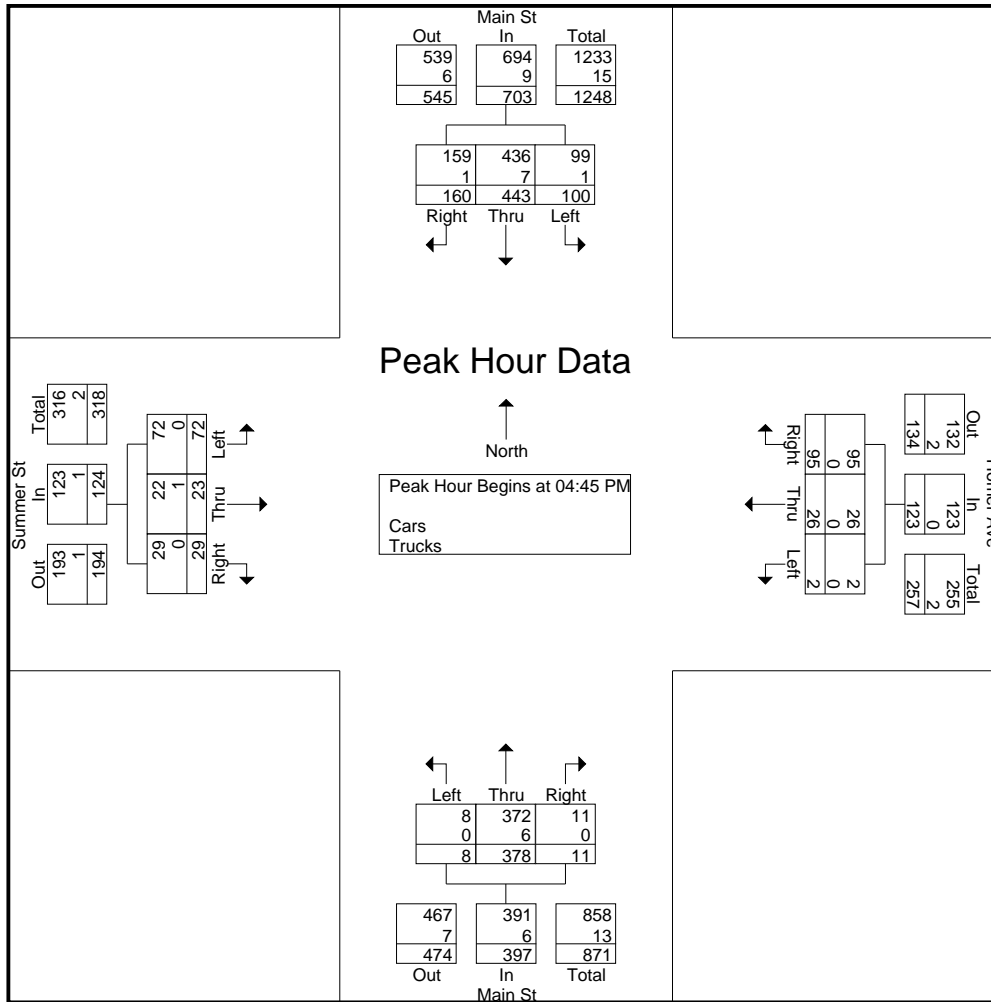 Main St
Out In Total
539 694 1233
6 9 15
545 703 1248
159 436 99
1 7 1
160 443 100
Right Thru Left
Peak Hour Data
North
Peak Hour Begins at 04:45 PM
Cars
Trucks
Summer St
Total In Out
316 123 193
2 1 1
318 124 194
72 22 29
0 1 0
72 23 29
Left Thru Right
Out In Total
132 123 255
2 0 2
134 123 257
95 26 2
0 0 0
95 26 2
Right Thru Left
Left Thru Right
8 372 11
0 6 0
8 378 11
467 391 858
7 6 13
474 397 871
Out In Total
Main St